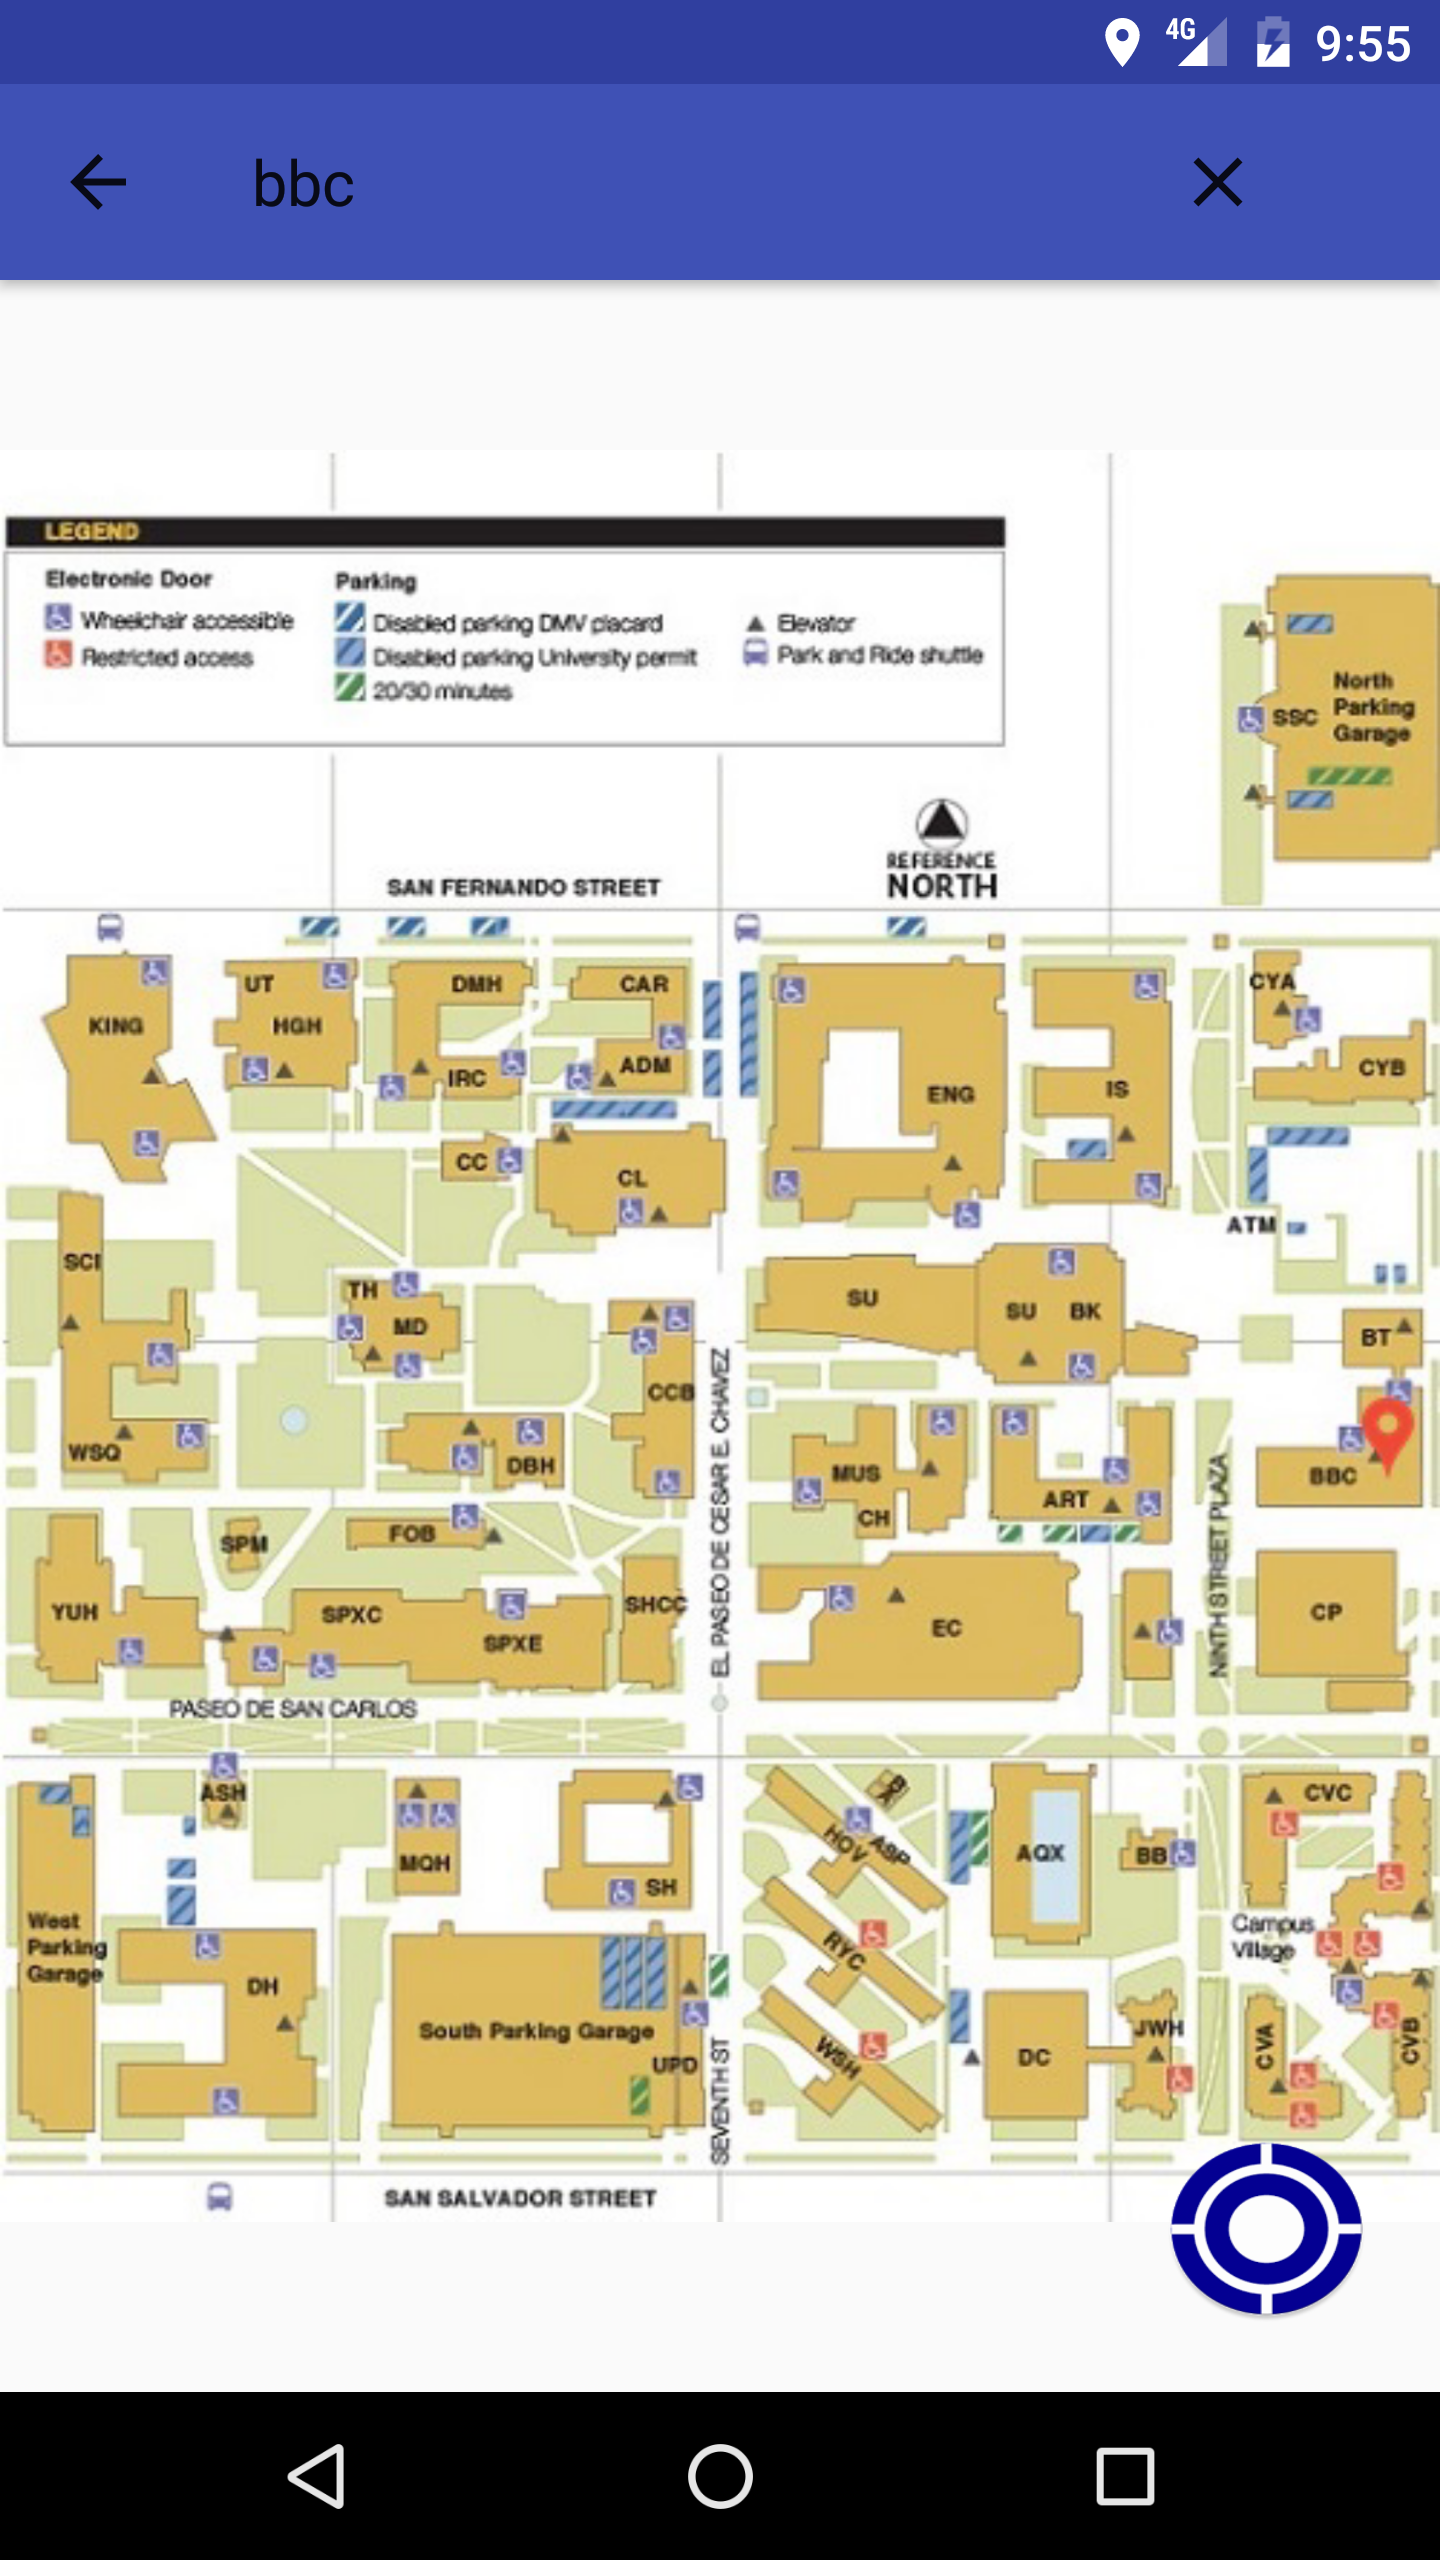 4G 9:55
bbc
LEGEND
Electronic Door
Wheelchair accessible
Restricted access
Parking
Disabled parking DMV placard
Disabled parking University permit
20/30 minutes
Elevator
Park and Ride shuttle
SSC
North
Parking
Garage
REFERENCE
NORTH
SAN FERNANDO STREET
KING
UT
HGH
DMH
IRC
CAR
ADM
ENG
IS
CYA
CYB
CC
CL
ATM
SCI
TH
MD
SU
SU
BK
BT
CCB
WSQ
DBH
MUS
CH
ART
BBC
EL PASEO DE CESAR E. CHAVEZ
NINTH STREET PLAZA
SPM
FOB
YUH
SPXC
SPXE
SHCC
EC
CP
PASEO DE SAN CARLOS
ASH
MQH
SH
HOV
ASP
AQX
BB
CVC
West
Parking
Garage
DH
RYC
Campus
Village
South Parking Garage
UPD
SEVENTH ST
WSH
DC
JWH
CVA
CVB
SAN SALVADOR STREET